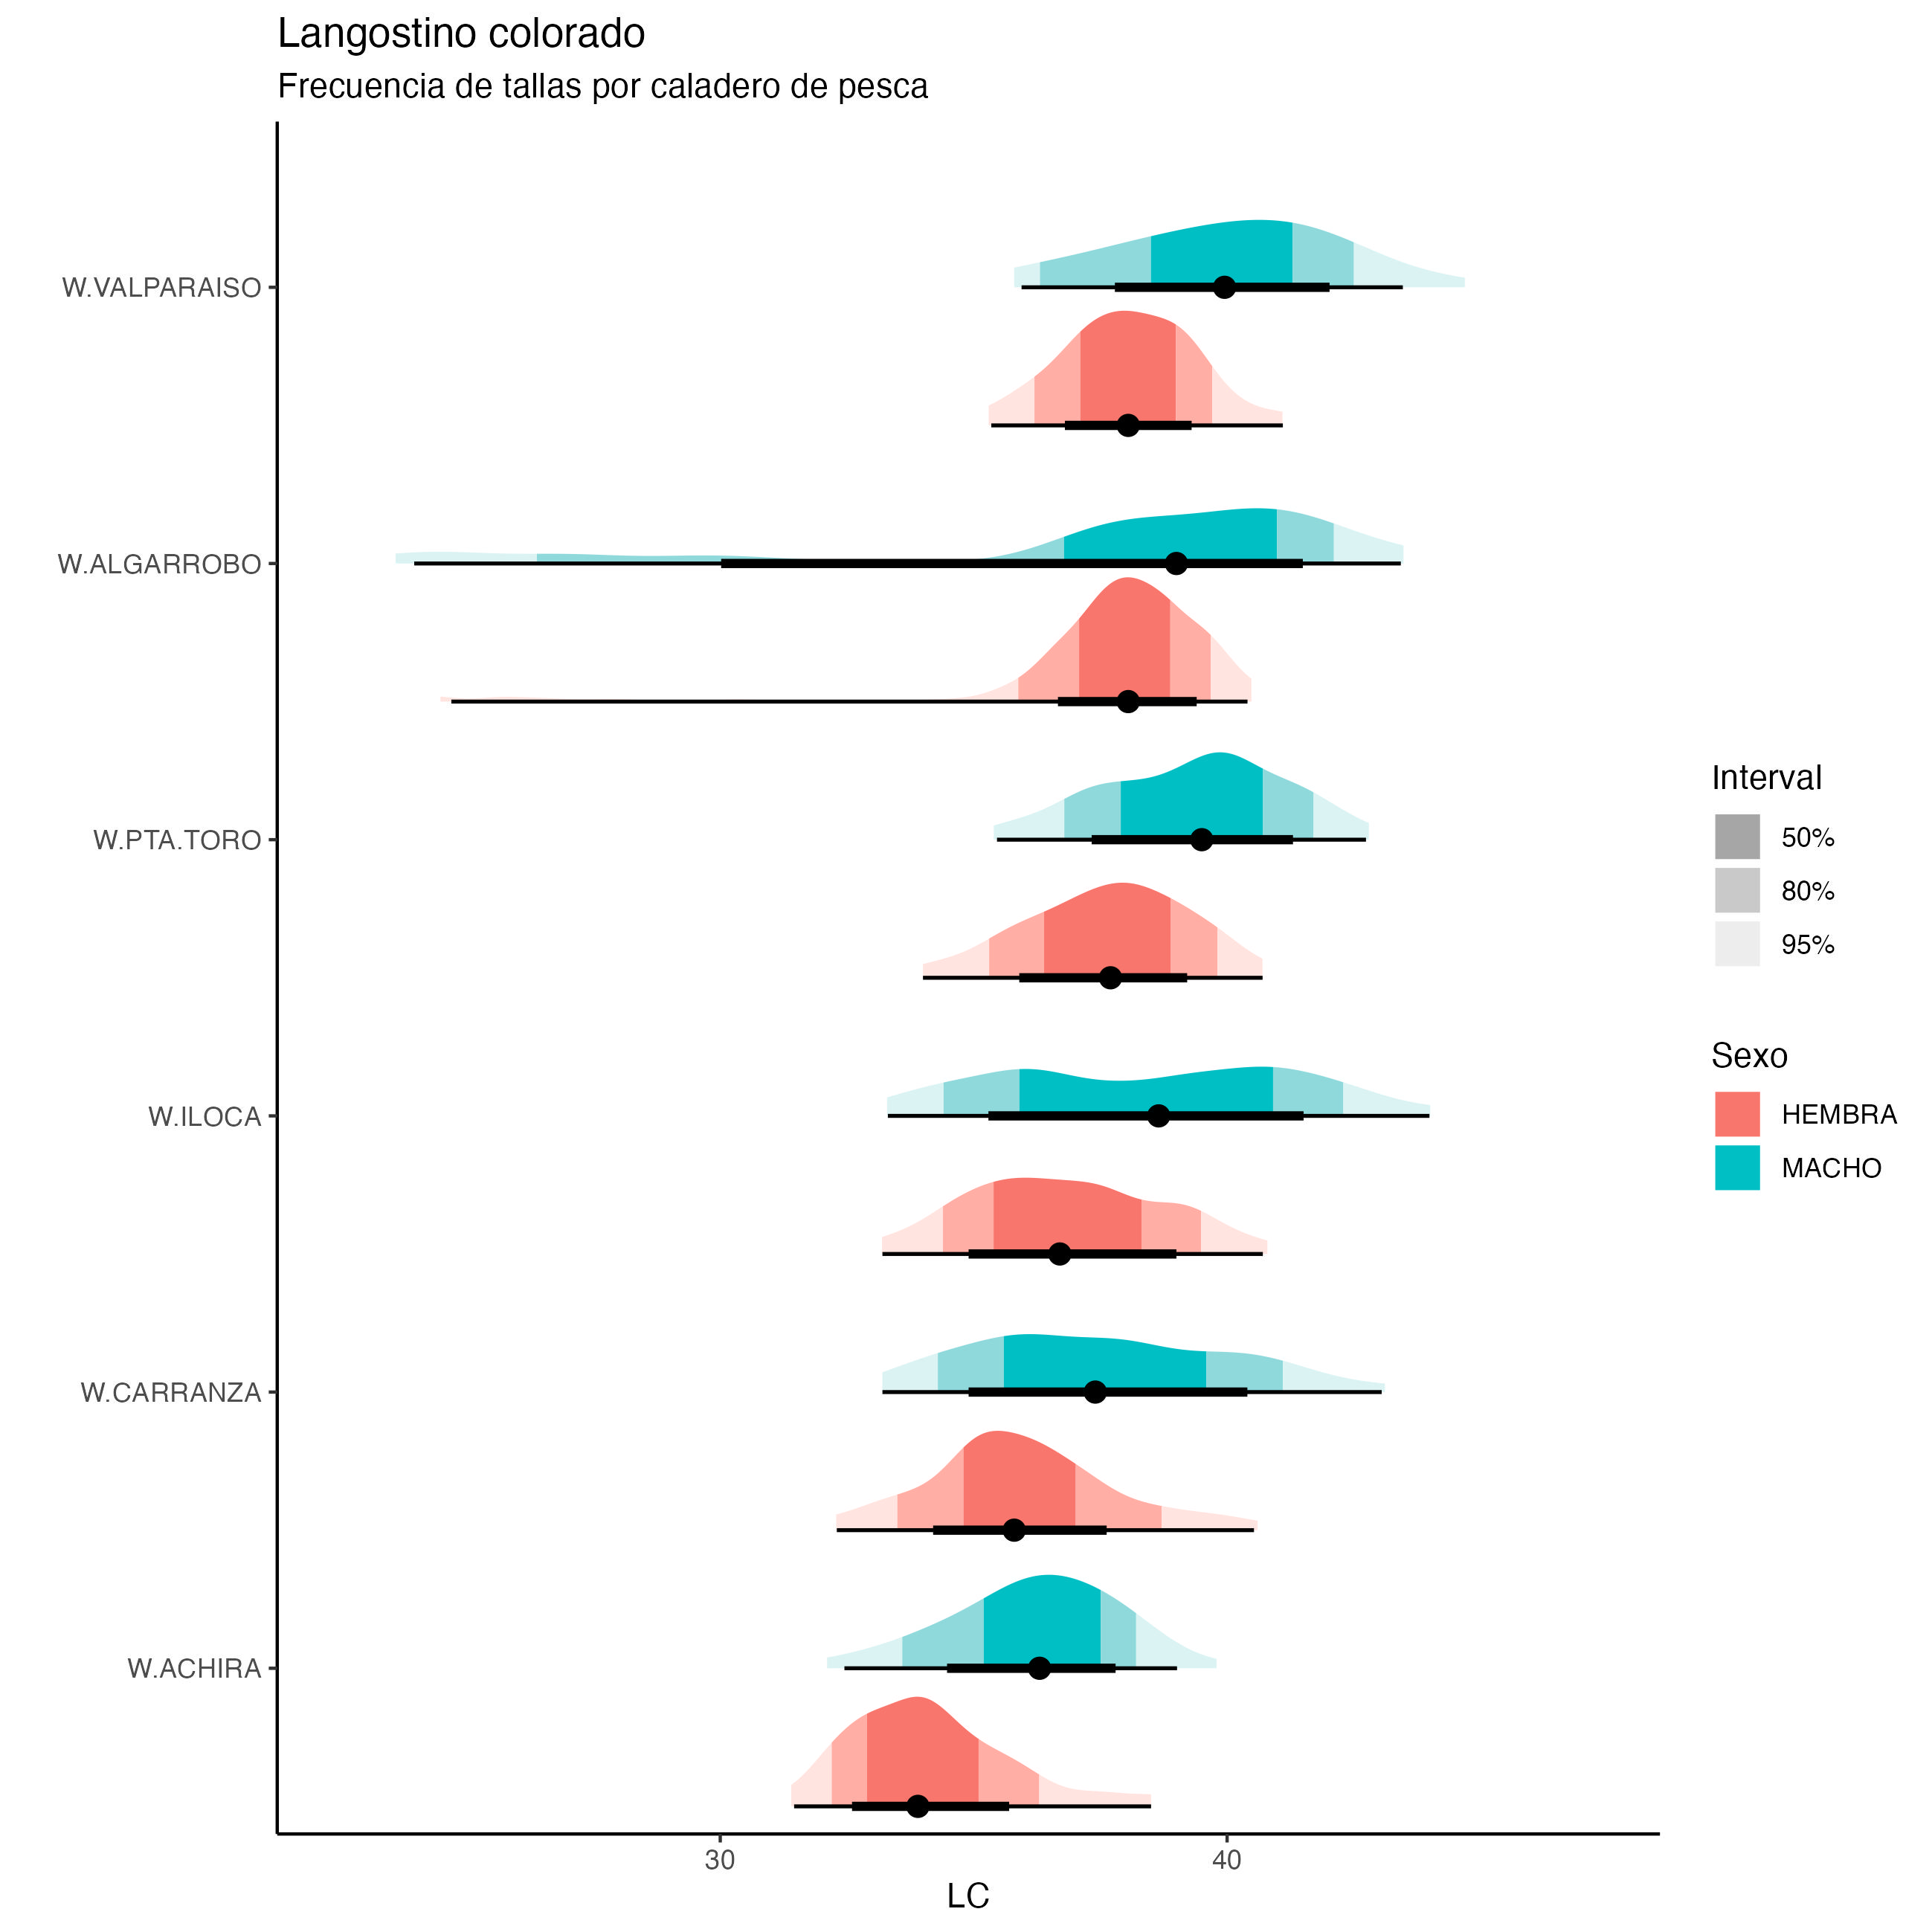 Langostino colorado
Frecuencia de tallas por caladero de pesca
W.VALPARAISO
W.ALGARROBO
W.PTA.TORO
W.ILOCA
W.CARRANZA
W.ACHIRA
30
40
LC
Interval
50%
80%
95%
Sexo
HEMBRA
MACHO